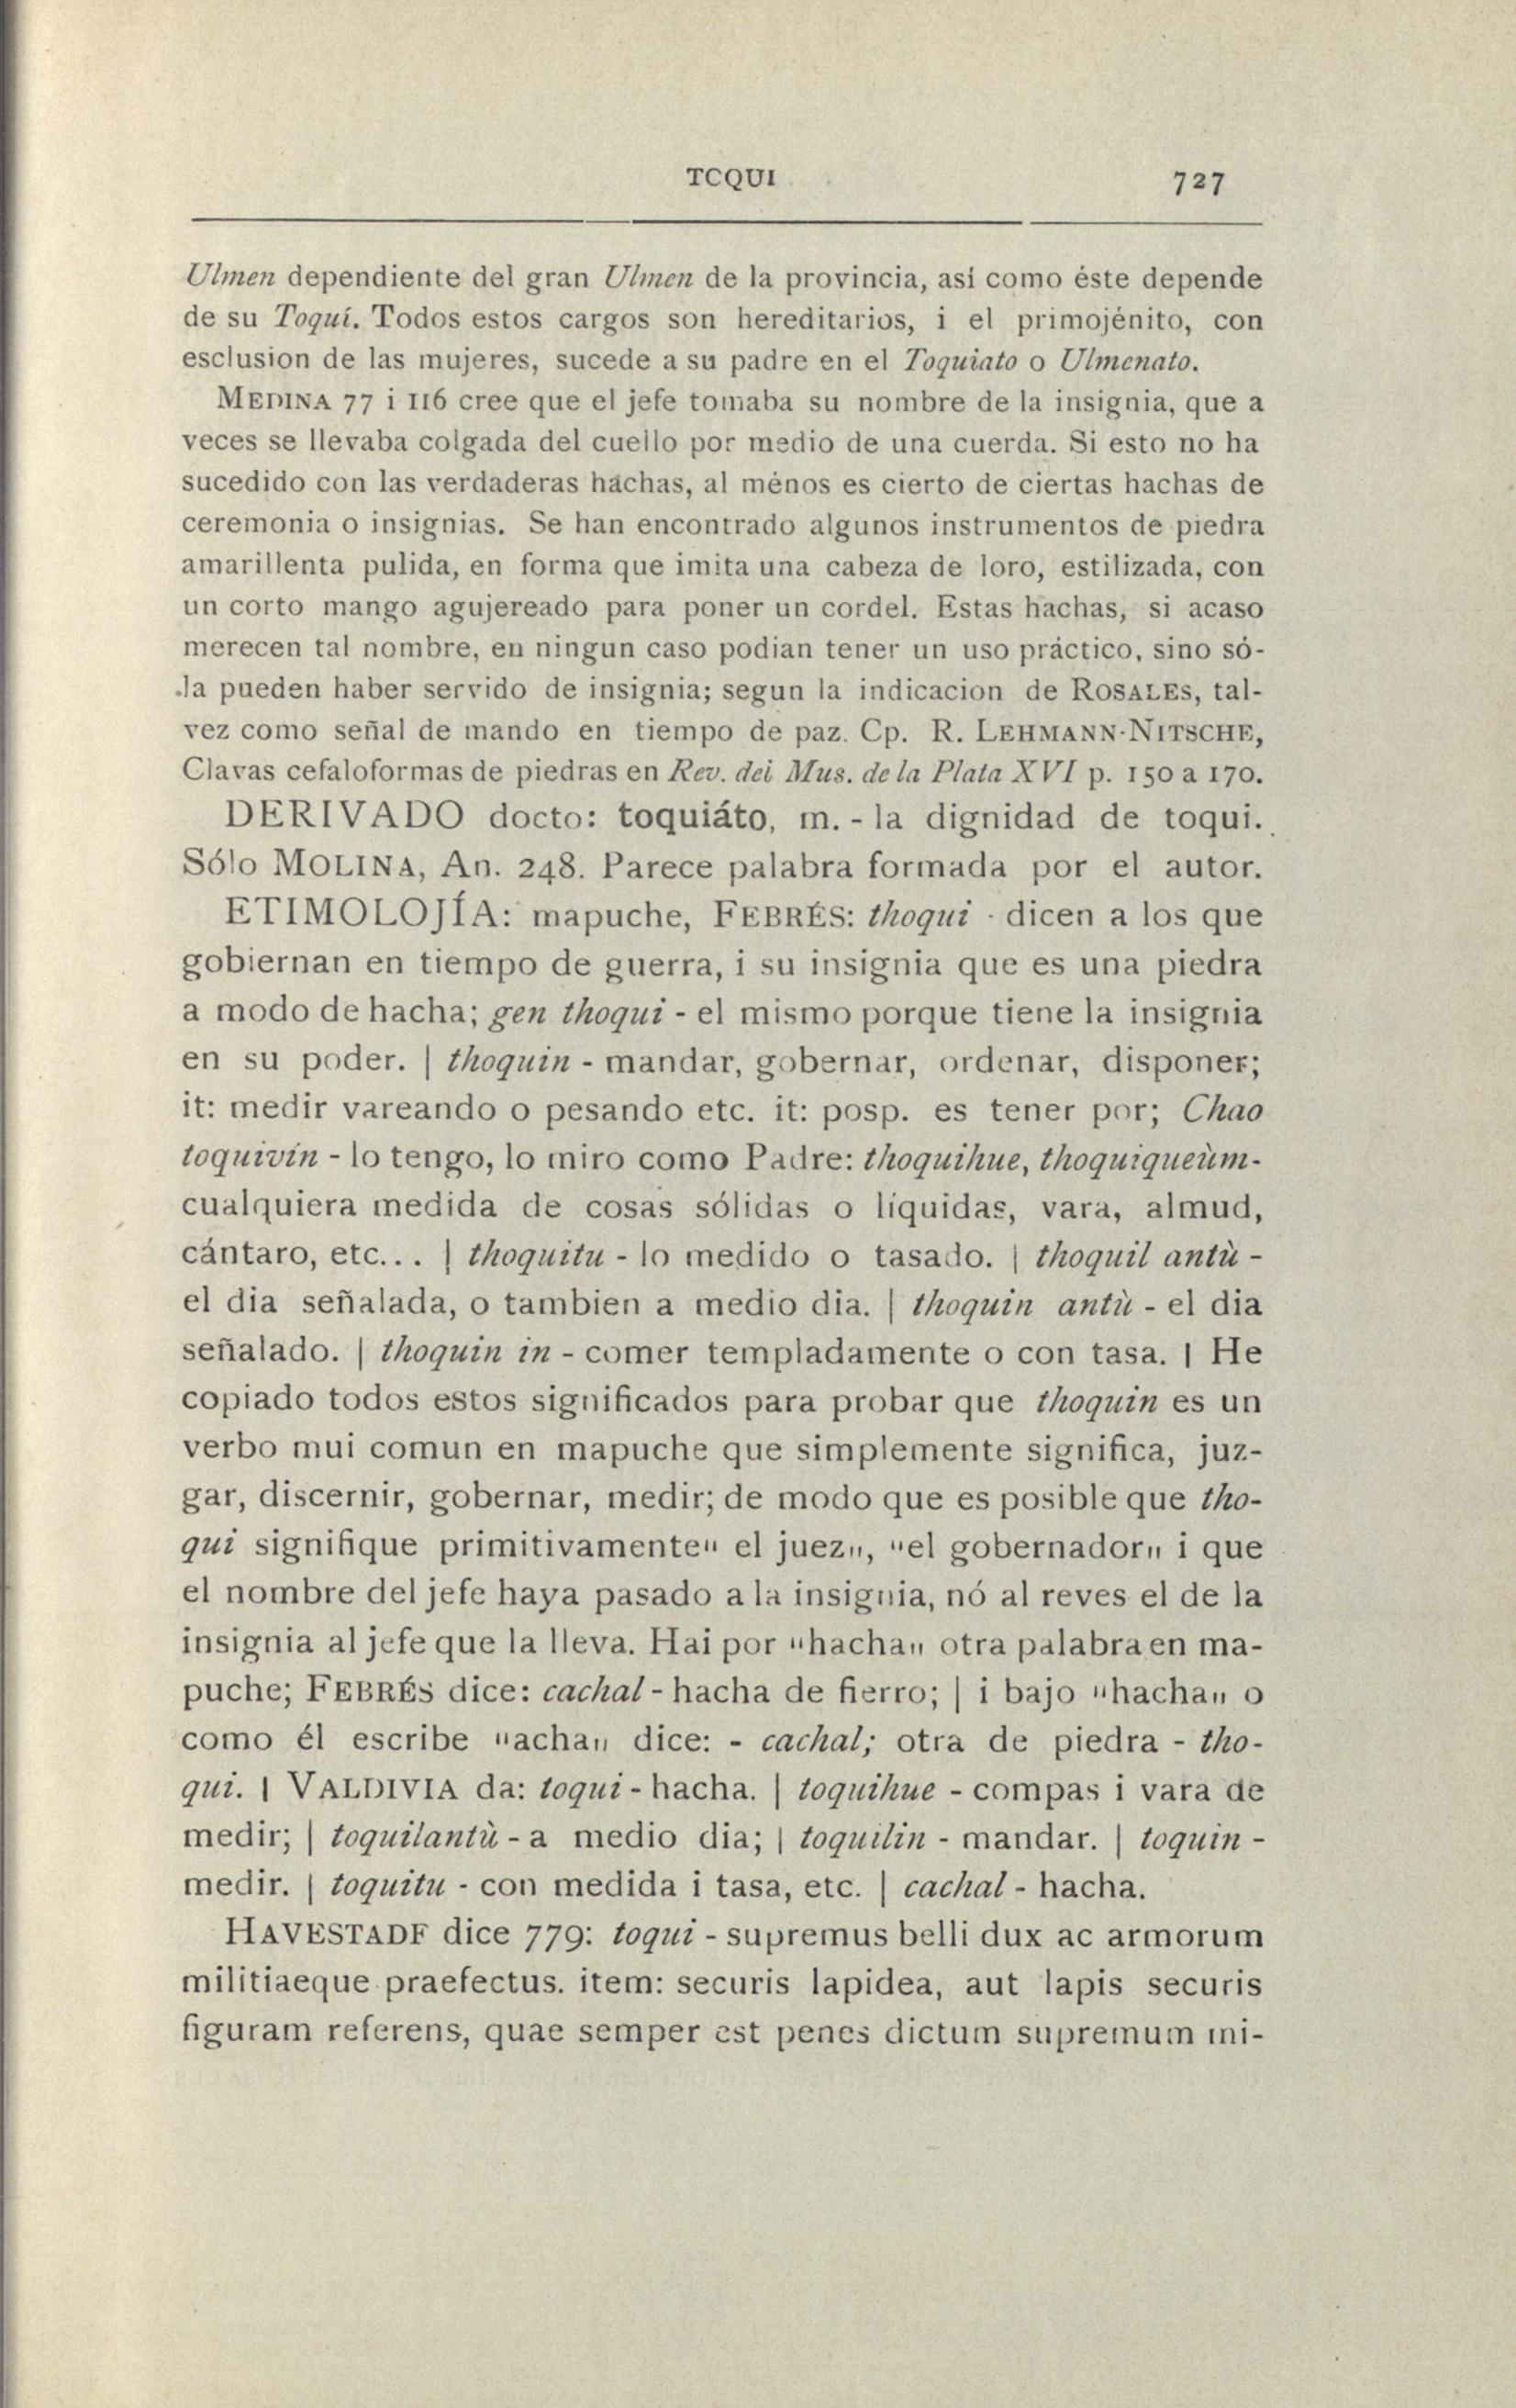 TCQUI 727
Ulmen dependiente del gran Ulmen de la provincia, así como éste depende
de su Toquí. Todos estos cargos son hereditarios, i el primojénito, con
esclusion de las mujeres, sucede a su padre en el Toquiato o Ulmenato.
MEDINA 77 i 116 cree que el jefe tomaba su nombre de la insignia, que a
veces se llevaba colgada del cuello por medio de una cuerda. Si esto no ha
sucedido con las verdaderas hachas, al ménos es cierto de ciertas hachas de
ceremonia o insignias. Se han encontrado algunos instrumentos de piedra
amarillenta pulida, en forma que imita una cabeza de loro, estilizada, con
un corto mango agujereado para poner un cordel. Estas hachas, si acaso
merecen tal nombre, en ningun caso podian tener un uso práctico, sino só-
la pueden haber servido de insignia; segun la indicacion de ROSALES, tal-
vez como señal de mando en tiempo de paz. Cp. R. LEHMANN-NITSCHE,
Clavas cefaloformas de piedras en Rev. del Mus. de la Plata XVI p. 150 a 170.
DERIVADO docto: toquiáto, m. - la dignidad de toqui.
Sólo MOLINA, An. 248. Parece palabra formada por el autor.
ETIMOLOJÍA: mapuche, FEBRÉS: thoqui - dicen a los que
gobiernan en tiempo de guerra, i su insignia que es una piedra
a modo de hacha; gen thoqui - el mismo porque tiene la insignia
en su poder. | thoquin - mandar, gobernar, ordenar, disponer;
it: medir vareando o pesando etc. it: posp. es tener por; Chao
toquivín - lo tengo, lo miro como Padre: thoquihue, thoquiqueùm-
cualquiera medida de cosas sólidas o líquidas, vara, almud,
cántaro, etc... | thoquitu - lo medido o tasado. | thoquil antù -
el dia señalada, o tambien a medio dia. | thoquin antù - el dia
señalado. | thoquin in - comer templadamente o con tasa. | He
copiado todos estos significados para probar que thoquin es un
verbo mui comun en mapuche que simplemente significa, juz-
gar, discernir, gobernar, medir; de modo que es posible que tho-
qui signifique primitivamente" el juez", "el gobernador" i que
el nombre del jefe haya pasado a la insignia, nó al reves el de la
insignia al jefe que la lleva. Hai por "hacha" otra palabra en ma-
puche; FEBRÉS dice: cachal - hacha de fierro; | i bajo "hacha" o
como él escribe "acha" dice: - cachal; otra de piedra - tho-
qui. | VALDIVIA da: toqui - hacha. | toquihue - compas i vara de
medir; | toquilantù - a medio dia; | toquilin - mandar. | toquin -
medir. | toquitu - con medida i tasa, etc. | cachal - hacha.
HAVESTADF dice 779: toqui - supremus belli dux ac armorum
militiaeque praefectus. item: securis lapidea, aut lapis securis
figuram referens, quae semper est penes dictum supremum mi-